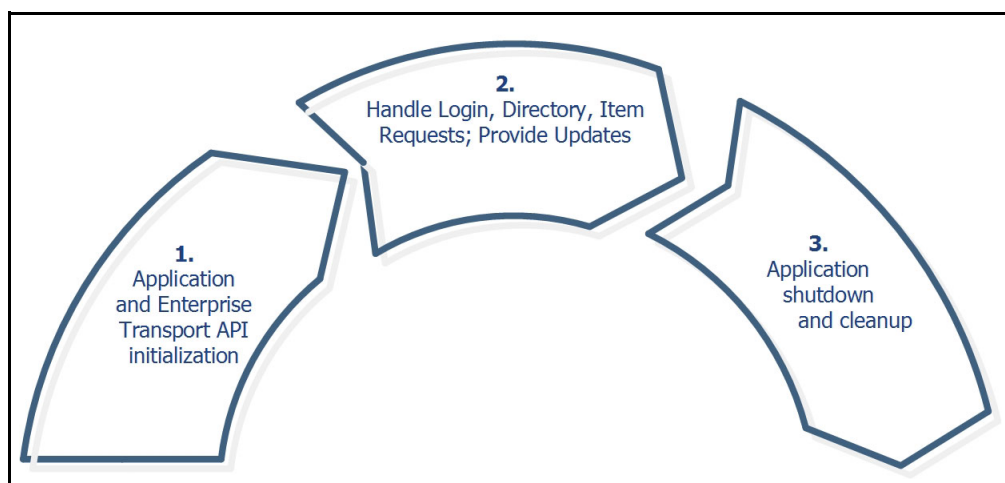 1.
Application
and Enterprise
Transport API
initialization
2.
Handle Login, Directory, Item
Requests; Provide Updates
3.
Application
shutdown
and cleanup